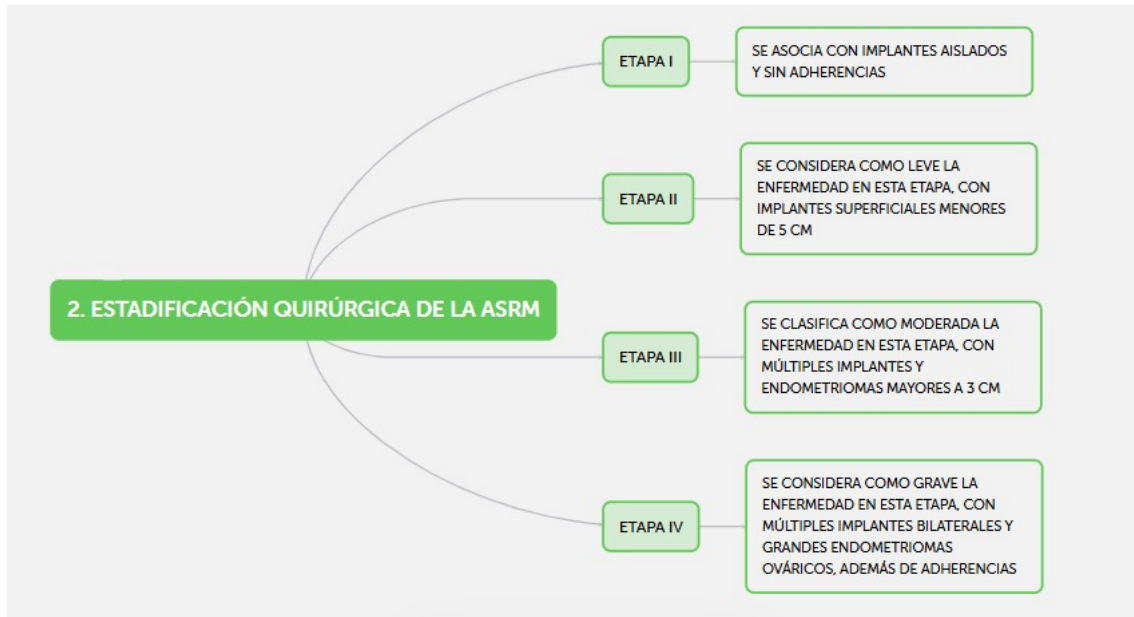 ETAPA I
SE ASOCIA CON IMPLANTES AISLADOS
Y SIN ADHERENCIAS
ETAPA II
SE CONSIDERA COMO LEVE LA
ENFERMEDAD EN ESTA ETAPA, CON
IMPLANTES SUPERFICIALES MENORES
DE 5 CM
2. ESTADIFICACIÓN QUIRÚRGICA DE LA ASRM
ETAPA III
SE CLASIFICA COMO MODERADA LA
ENFERMEDAD EN ESTA ETAPA, CON
MÚLTIPLES IMPLANTES Y
ENDOMETRIOMAS MAYORES A 3 CM
ETAPA IV
SE CONSIDERA COMO GRAVE LA
ENFERMEDAD EN ESTA ETAPA, CON
MÚLTIPLES IMPLANTES BILATERALES Y
GRANDES ENDOMETRIOMAS
OVÁRICOS, ADEMÁS DE ADHERENCIAS